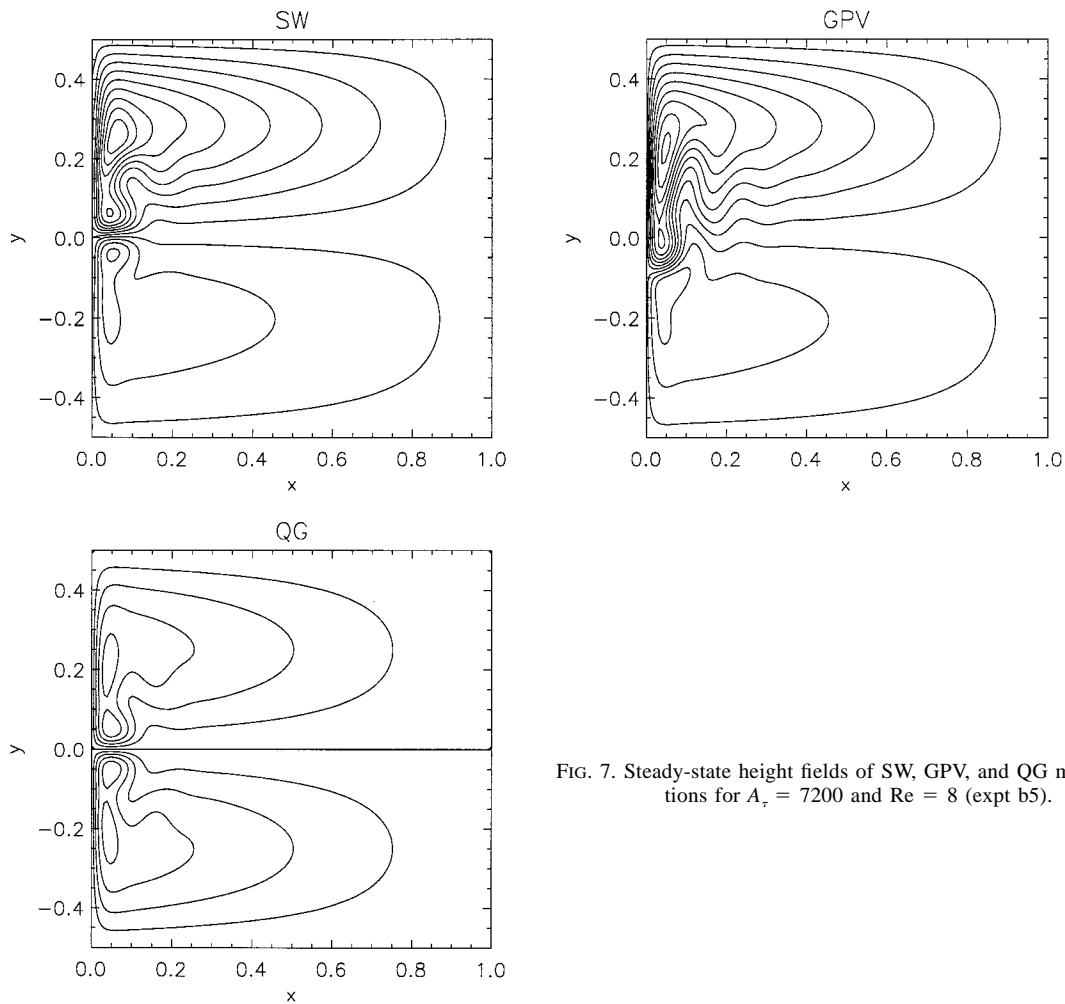 SW
0.4
0.2
0.0
−0.2
−0.4
y
0.0 0.2 0.4 0.6 0.8 1.0
x
GPV
0.4
0.2
0.0
−0.2
−0.4
y
0.0 0.2 0.4 0.6 0.8 1.0
x
QG
0.4
0.2
0.0
−0.2
−0.4
y
0.0 0.2 0.4 0.6 0.8 1.0
x
FIG. 7. Steady-state height fields of SW, GPV, and QG
tions for Aτ = 7200 and Re = 8 (expt b5).